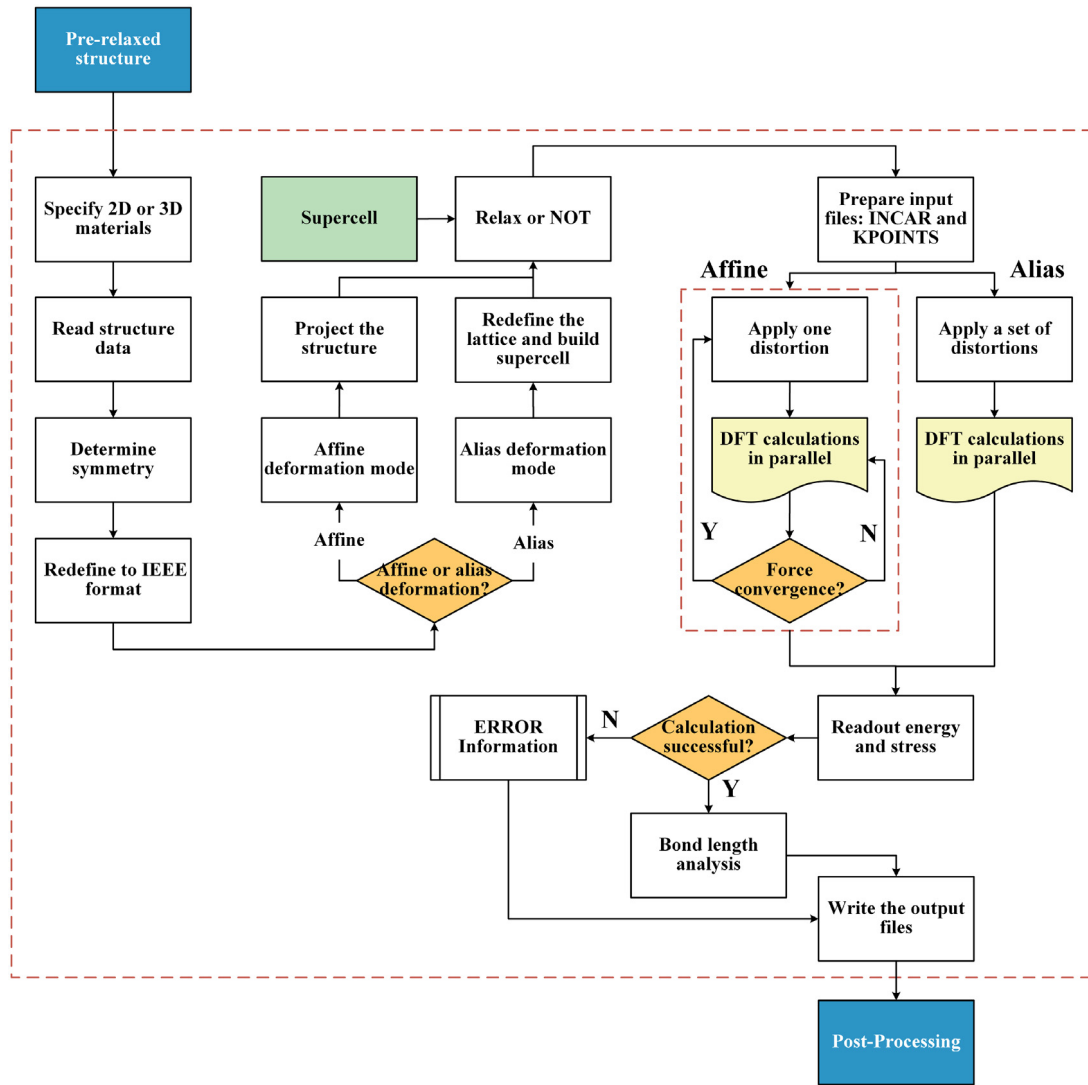 Pre-relaxed
structure
Specify 2D or 3D
materials
Read structure
data
Determine
symmetry
Redefine to IEEE
format
Supercell
Relax or NOT
Project the
structure
Redefine the
lattice and build
supercell
Affine
deformation mode
Alias deformation
mode
Affine
Alias
Affine or alias
deformation?
Prepare input
files: INCAR and
KPOINTS
Affine
Alias
Apply one
distortion
Apply a set of
distortions
DFT calculations
in parallel
DFT calculations
in parallel
Y
N
Force
convergence?
ERROR
Information
N
Calculation
successful?
Readout energy
and stress
Y
Bond length
analysis
Write the output
files
Post-Processing